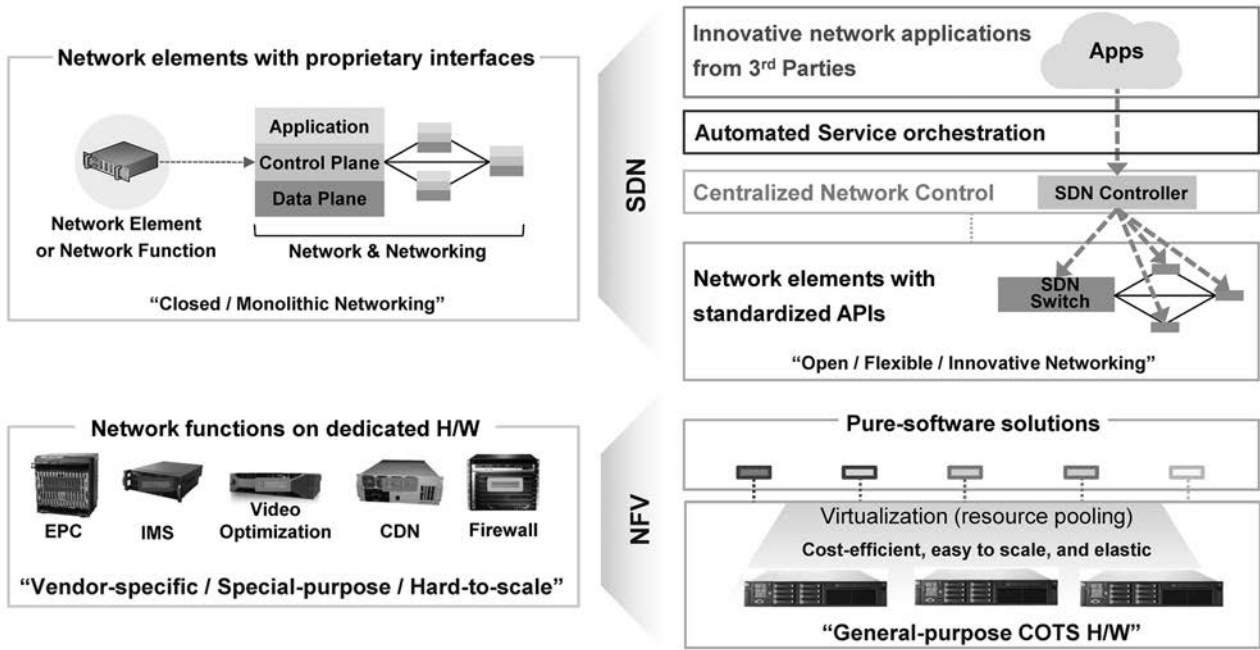 Network elements with proprietary interfaces
Application
Control Plane
Data Plane
Network Element
or Network Function
Network & Networking
“Closed / Monolithic Networking”
SDN
Innovative network applications
from 3rd Parties
Apps
Automated Service orchestration
Centralized Network Control
SDN Controller
Network elements with
standardized APIs
SDN
Switch
“Open / Flexible / Innovative Networking”
Network functions on dedicated H/W
EPC
IMS
Video
Optimization
CDN
Firewall
“Vendor-specific / Special-purpose / Hard-to-scale”
NFV
Pure-software solutions
Virtualization (resource pooling)
Cost-efficient, easy to scale, and elastic
“General-purpose COTS H/W”